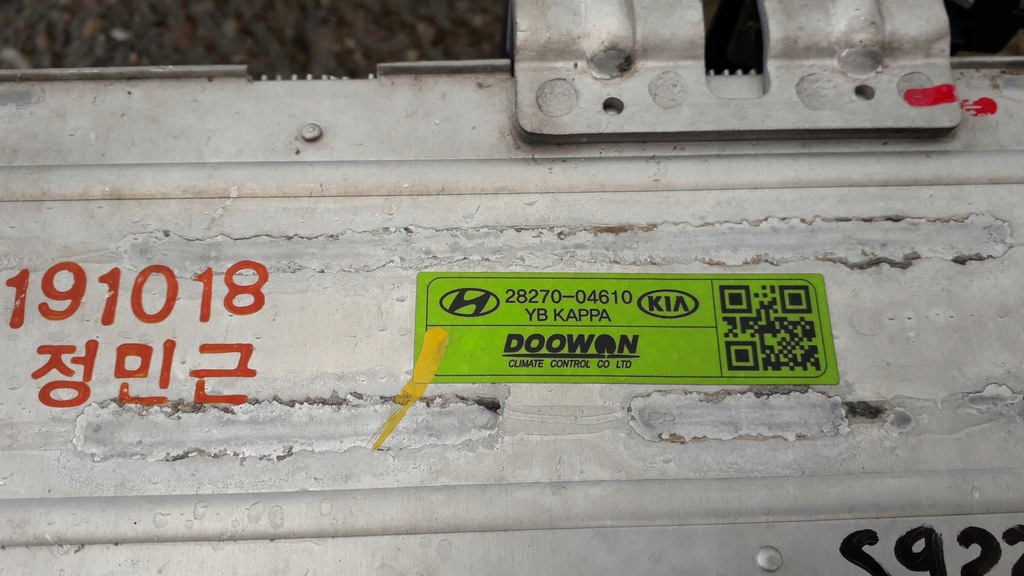 191018
정민근
28270-04610
YB KAPPA
KIA
DOOWON
CLIMATE CONTROL CO LTD